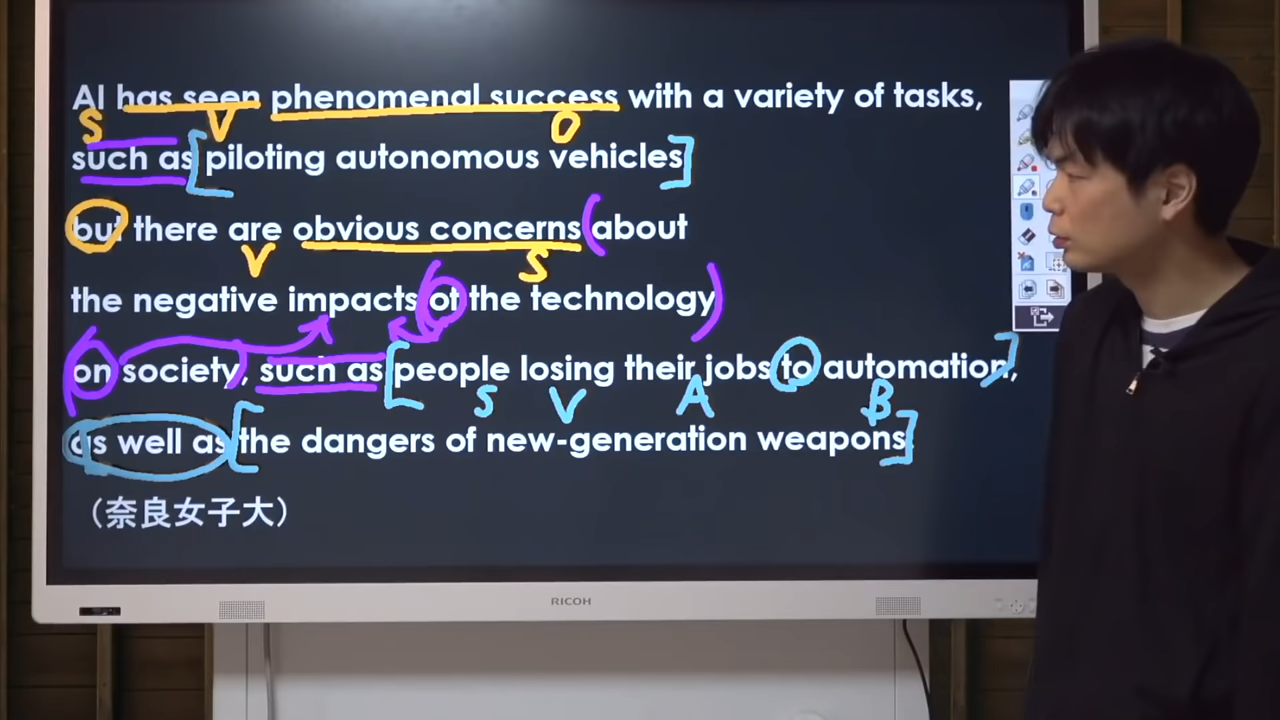 AI has seen phenomenal success with a variety of tasks,
S V O
such as [piloting autonomous vehicles]
but there are obvious concerns (about
V S
the negative impacts of the technology)
on society, such as [people losing their jobs to automation],
S V A B
as well as [the dangers of new-generation weapons]
（奈良女子大）
RICOH